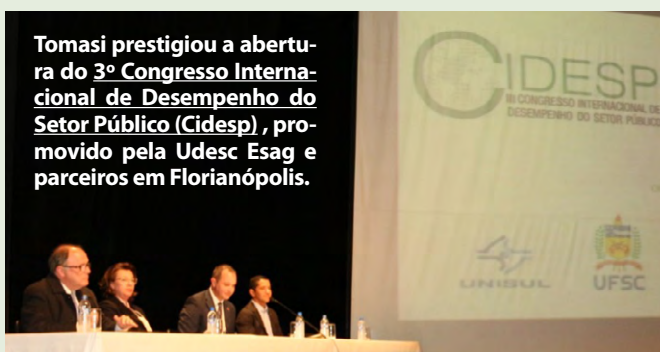 Tomasi prestigiou a abertu-
ra do 3º Congresso Interna-
cional de Desempenho do
Setor Público (Cidesp) , pro-
movido pela Udesc Esag e
parceiros em Florianópolis.
CIDESP
III CONGRESSO INTERNACIONAL DE
DESEMPENHO DO SETOR PÚBLICO
UNISUL
UFSC